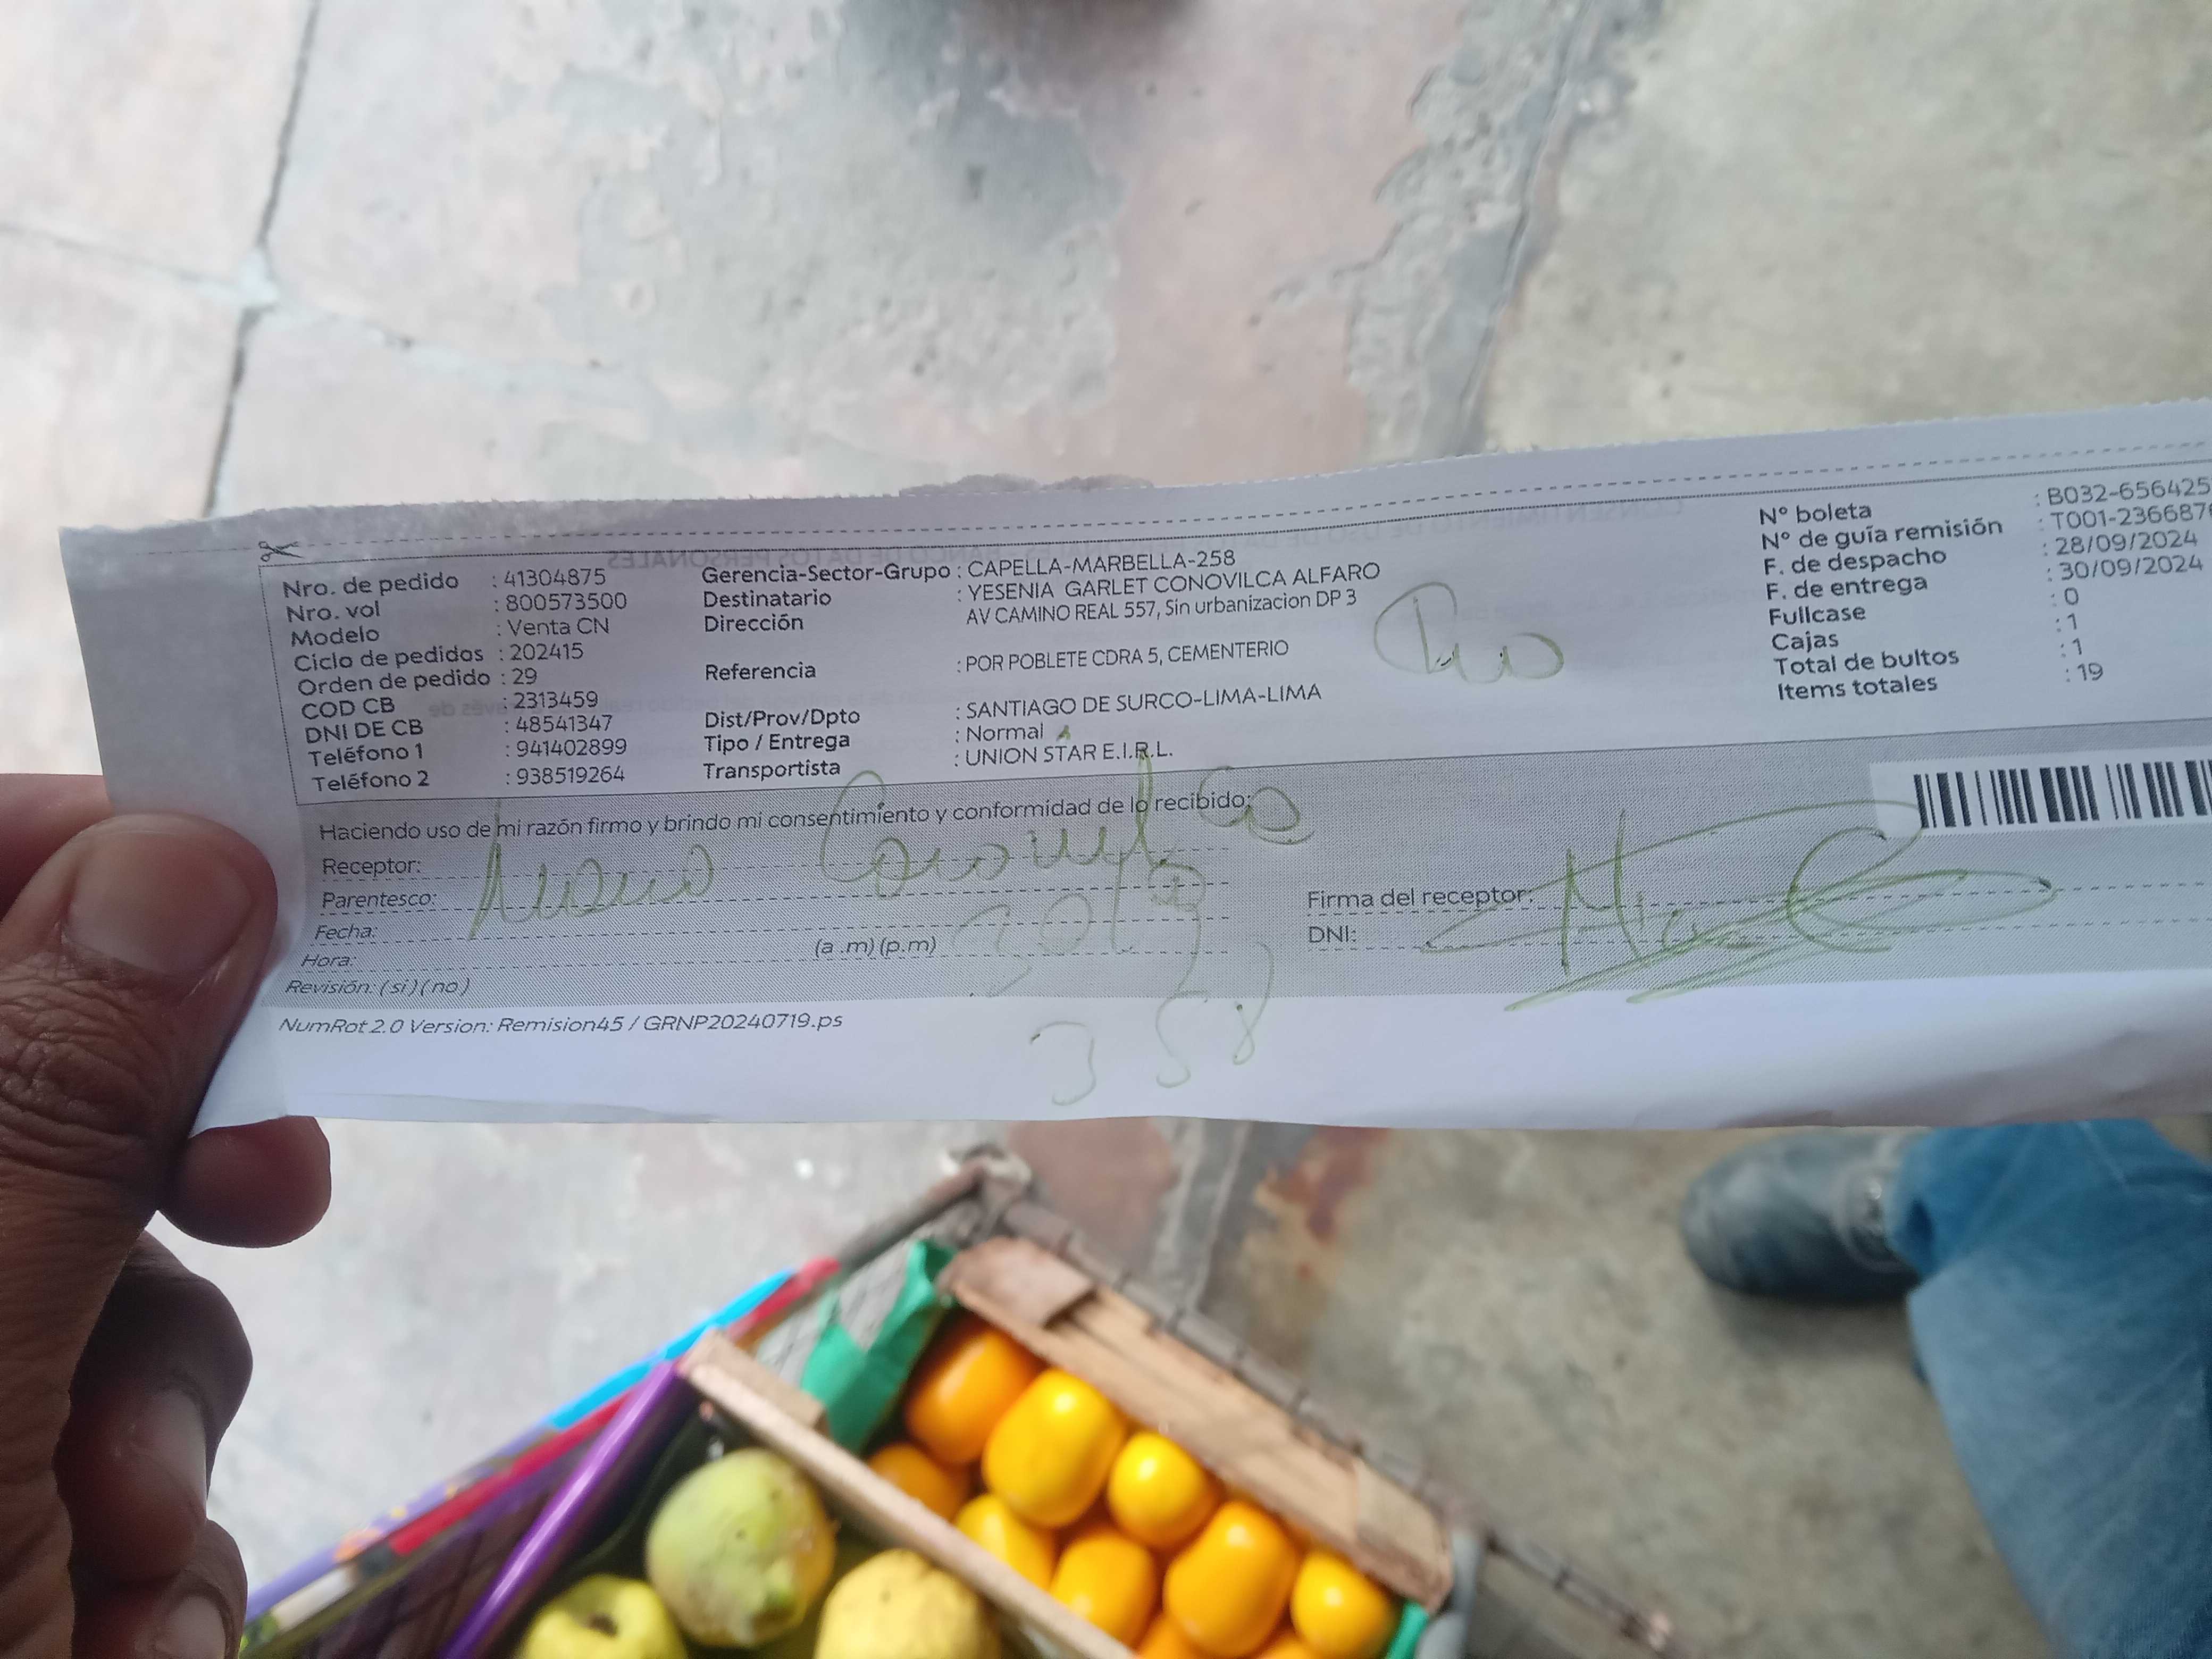 Nro. de pedido : 41304875
Nro. vol : 800573500
Modelo : Venta CN
Ciclo de pedidos : 202415
Orden de pedido : 29
COD CB : 2313459
DNI DE CB : 48541347
Teléfono 1 : 941402899
Teléfono 2 : 938519264
Gerencia-Sector-Grupo : CAPELLA-MARBELLA-258
Destinatario : YESENIA GARLET CONOVILCA ALFARO
Dirección AV CAMINO REAL 557, Sin urbanizacion DP 3
Referencia : POR POBLETE CDRA 5, CEMENTERIO
Dist/Prov/Dpto : SANTIAGO DE SURCO-LIMA-LIMA
Tipo / Entrega : Normal
Transportista : UNION STAR E.I.R.L.
N° boleta : B032-656425
N° de guía remisión : T001-236687
F. de despacho : 28/09/2024
F. de entrega : 30/09/2024
Fullcase : 0
Cajas : 1
Total de bultos : 1
Items totales : 19
Haciendo uso de mi razón firmo y brindo mi consentimiento y conformidad de lo recibido:
Receptor:
Parentesco:
Fecha:
Hora: (a .m) (p.m)
Revisión: (si) (no)
Firma del receptor:
DNI:
NumRot 2.0 Version: Remision45 / GRNP20240719.ps
3 58